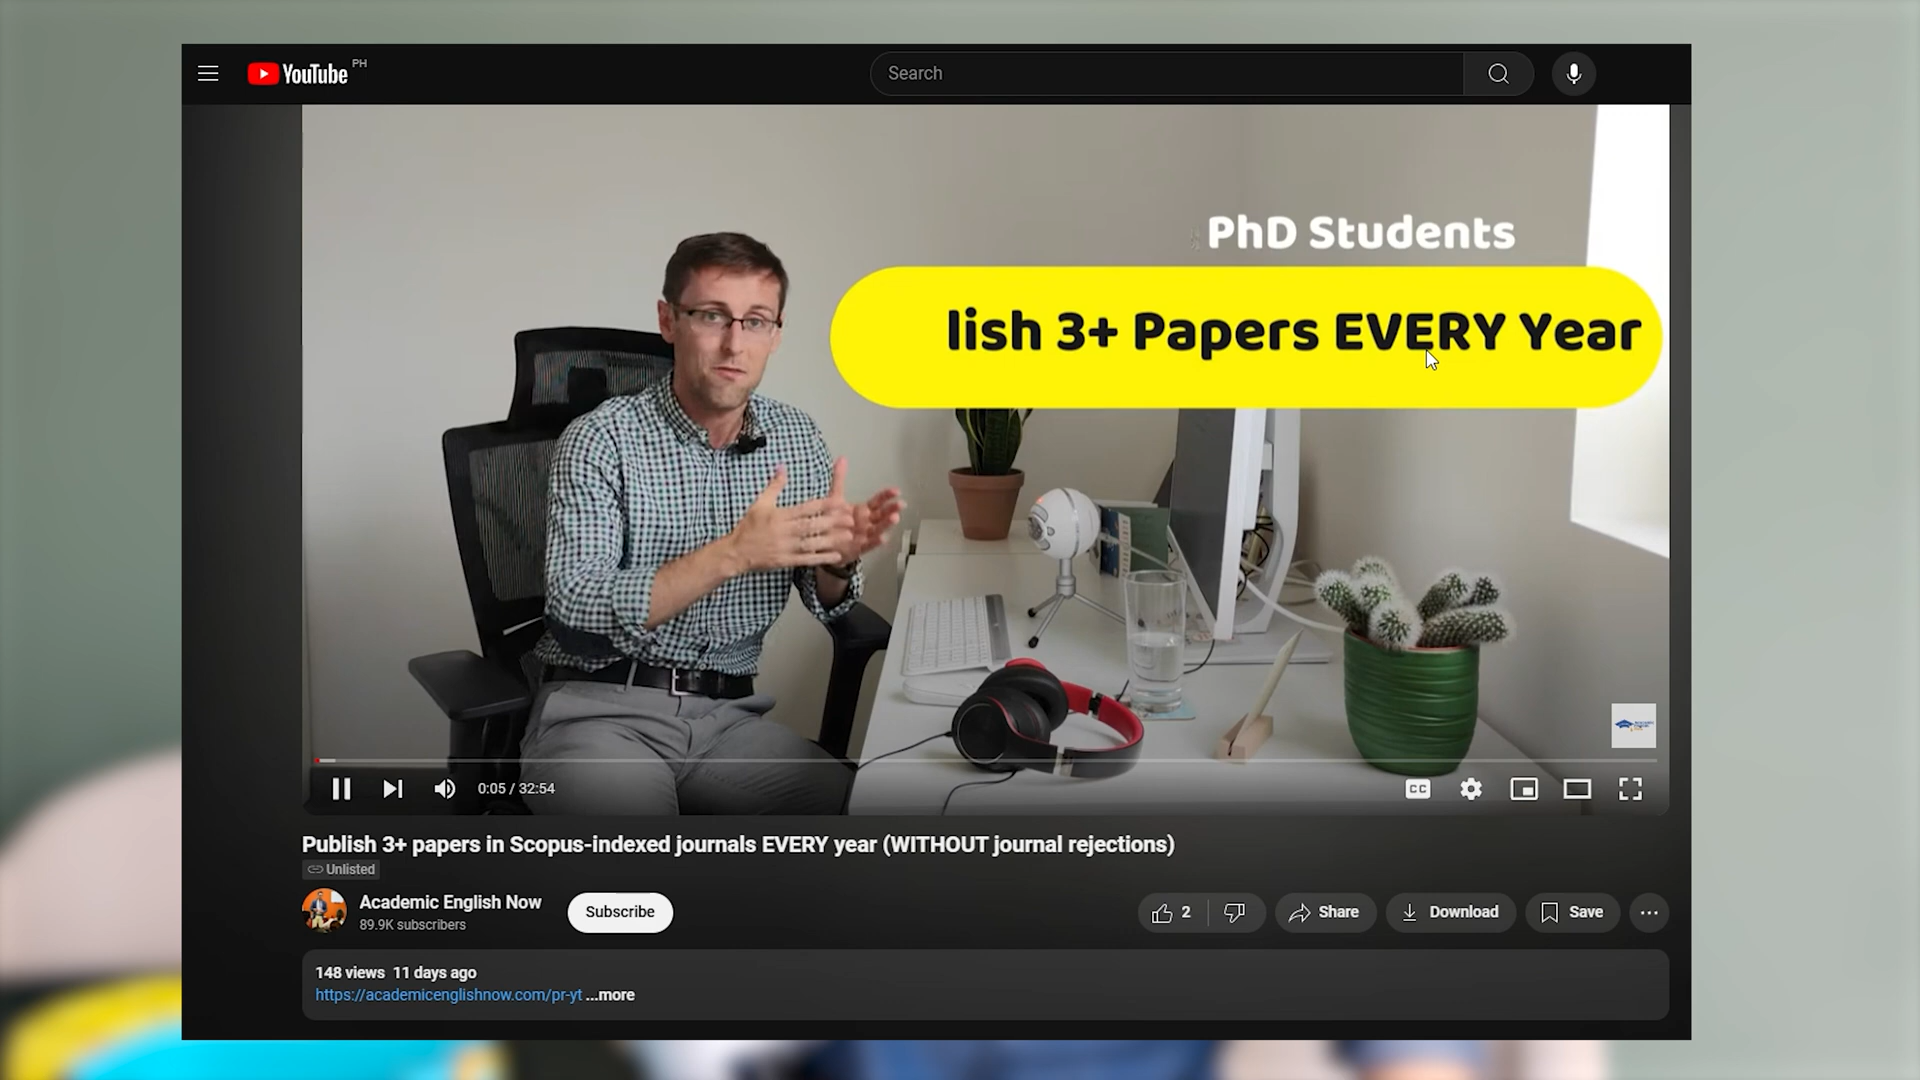 YouTube PH
Search
PhD Students
lish 3+ Papers EVERY Year
0:05 / 32:54
CC
Publish 3+ papers in Scopus-indexed journals EVERY year (WITHOUT journal rejections)
Unlisted
Academic English Now
89.9K subscribers
Subscribe
2
Share
Download
Save
148 views 11 days ago
https://academicenglishnow.com/pr-yt ...more